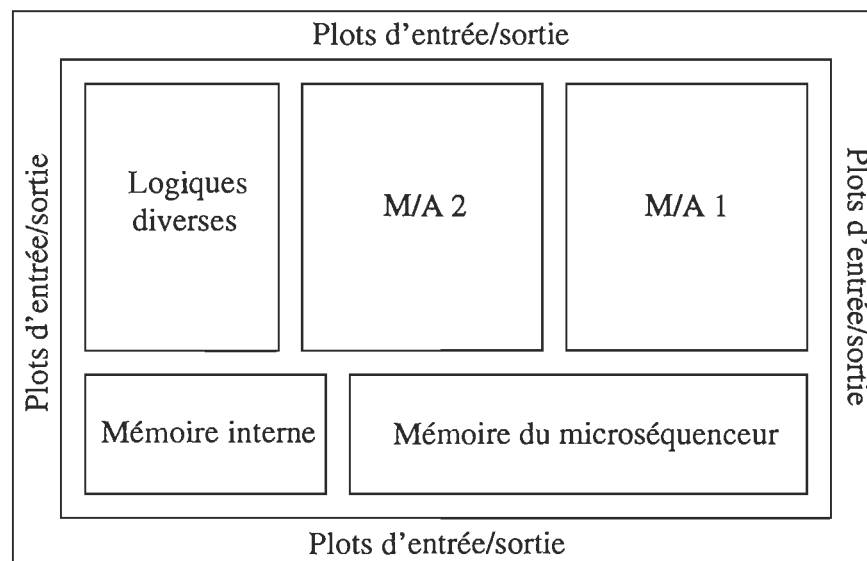 Plots d'entrée/sortie
Plots d'entrée/sortie
Logiques
diverses
M/A 2
M/A 1
Plots d'entrée/sortie
Mémoire interne
Mémoire du microséquenceur
Plots d'entrée/sortie